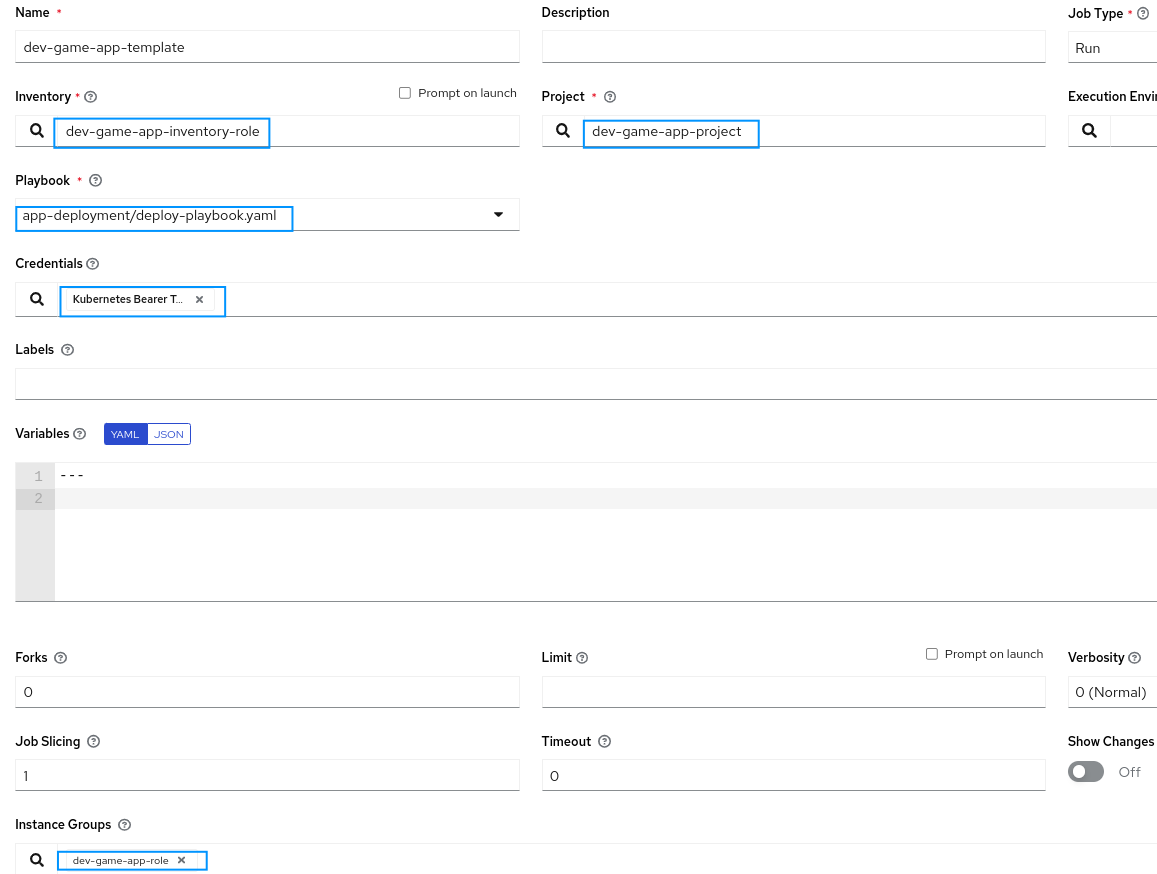 Name *
Description
Job Type *
dev-game-app-template
Run
Inventory *
Prompt on launch
Project *
Execution Envi
dev-game-app-inventory-role
dev-game-app-project
Playbook *
app-deployment/deploy-playbook.yaml
Credentials
Kubernetes Bearer T...
Labels
Variables YAML JSON
1 ---
2
Forks
Limit
Prompt on launch
Verbosity
0
0 (Normal)
Job Slicing
Timeout
Show Changes
1
0
Off
Instance Groups
dev-game-app-role